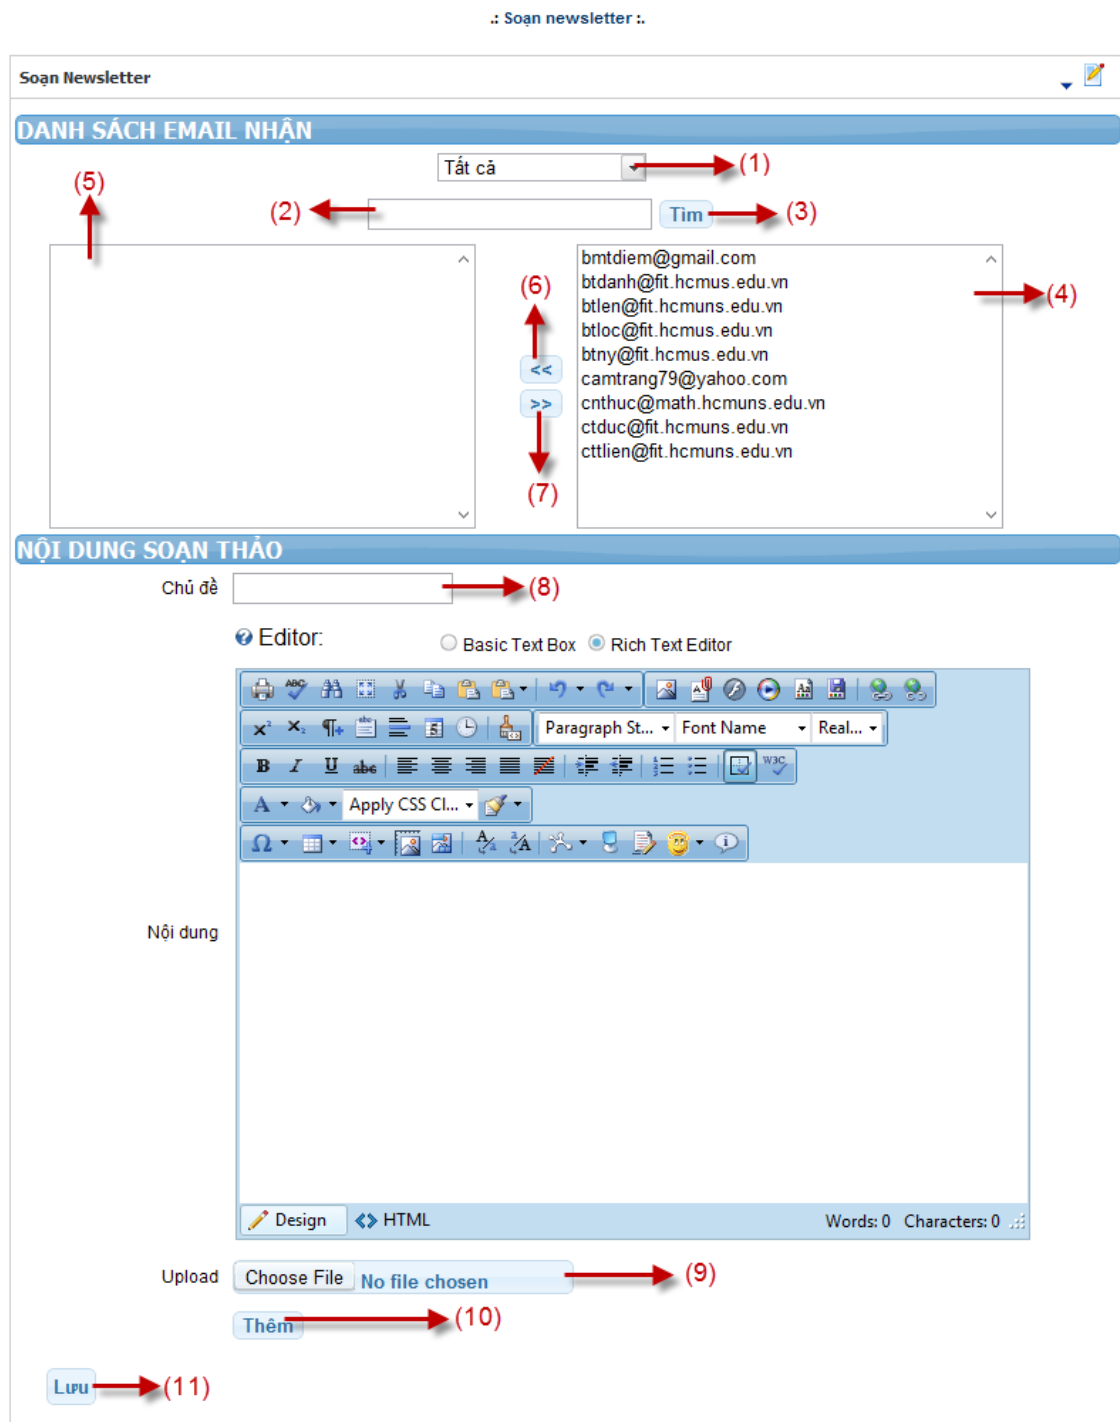 .: Soạn newsletter :.
Soạn Newsletter
DANH SÁCH EMAIL NHẬN
Tất cả (1)
(5)
(2) Tìm (3)
bmtdiem@gmail.com
btdanh@fit.hcmus.edu.vn
(6) (4)
btlen@fit.hcmuns.edu.vn
btloc@fit.hcmus.edu.vn
btny@fit.hcmus.edu.vn
<<
camtrang79@yahoo.com
>> cnthuc@math.hcmuns.edu.vn
ctduc@fit.hcmuns.edu.vn
cttlien@fit.hcmuns.edu.vn
(7)
NỘI DUNG SOẠN THẢO
Chủ đề (8)
Editor: Basic Text Box Rich Text Editor
Paragraph St... Font Name Real...
B I U abc W3C
A Apply CSS Cl...
Nội dung
Design HTML Words: 0 Characters: 0
Upload Choose File No file chosen (9)
Thêm (10)
Lưu (11)